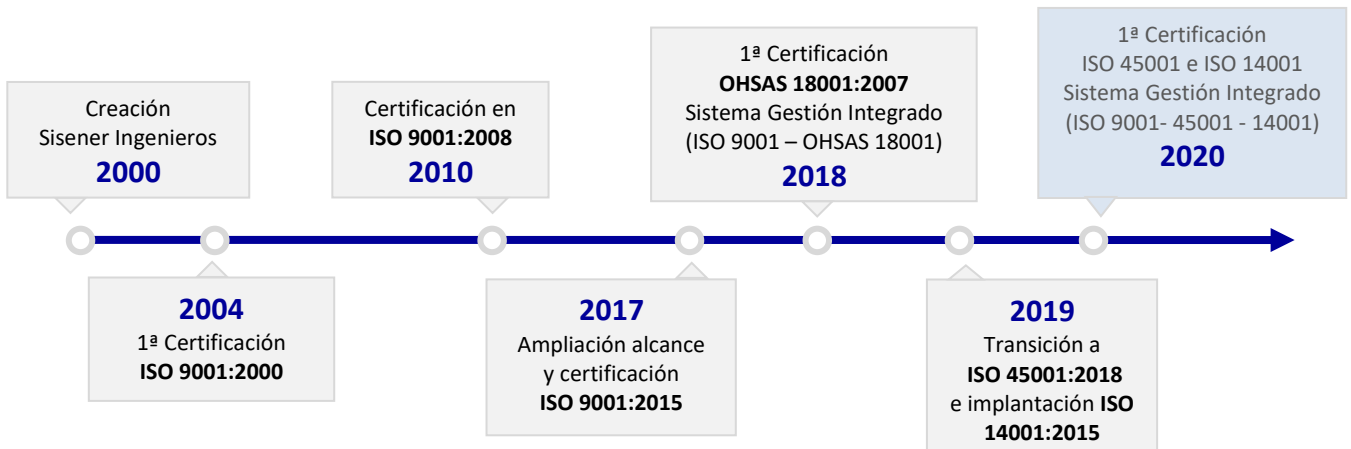 Creación
Sisener Ingenieros
2000
2004
1ª Certificación
ISO 9001:2000
Certificación en
ISO 9001:2008
2010
2017
Ampliación alcance
y certificación
ISO 9001:2015
1ª Certificación
OHSAS 18001:2007
Sistema Gestión Integrado
(ISO 9001 – OHSAS 18001)
2018
2019
Transición a
ISO 45001:2018
e implantación ISO
14001:2015
1ª Certificación
ISO 45001 e ISO 14001
Sistema Gestión Integrado
(ISO 9001- 45001 - 14001)
2020